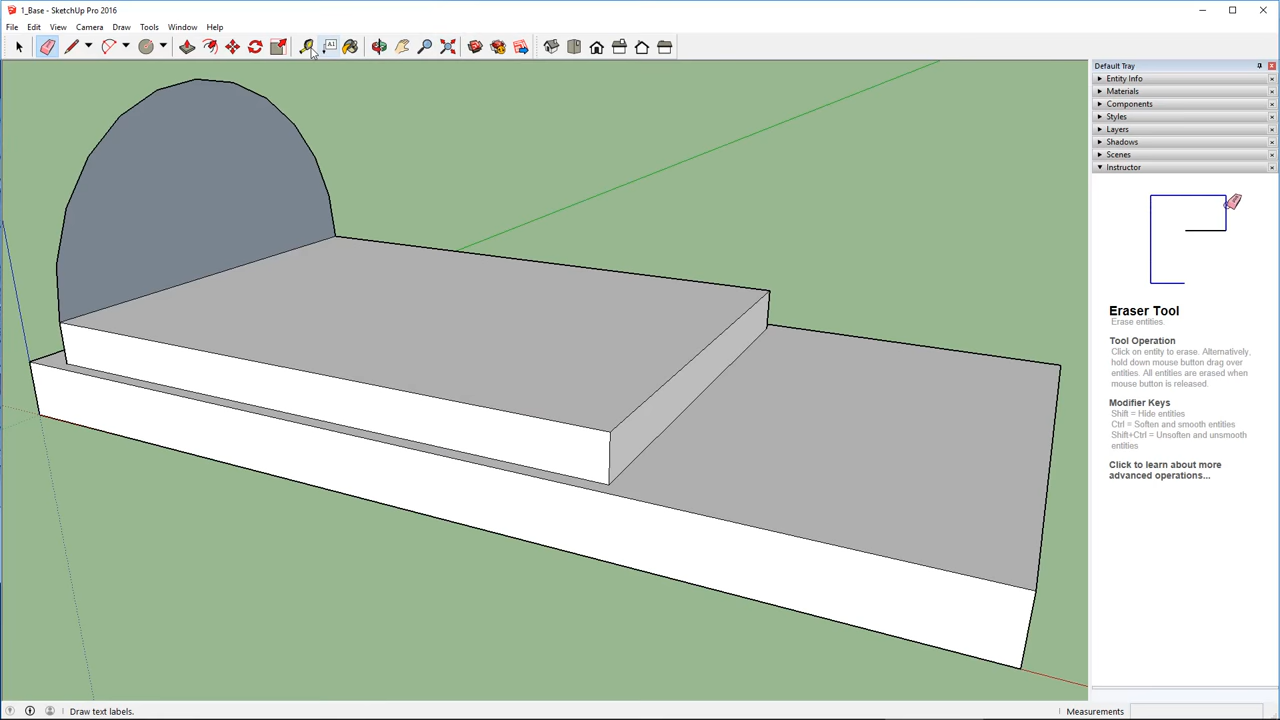 1_Base - SketchUp Pro 2016
File Edit View Camera Draw Tools Window Help
A1
Default Tray
Entity Info
Materials
Components
Styles
Layers
Shadows
Scenes
Instructor
Eraser Tool
Erase entities.
Tool Operation
Click on entity to erase. Alternatively,
hold down mouse button drag over
entities. All entities are erased when
mouse button is released.
Modifier Keys
Shift = Hide entities
Ctrl = Soften and smooth entities
Shift+Ctrl = Unsoften and unsmooth
entities
Click to learn about more
advanced operations...
Draw text labels.
Measurements